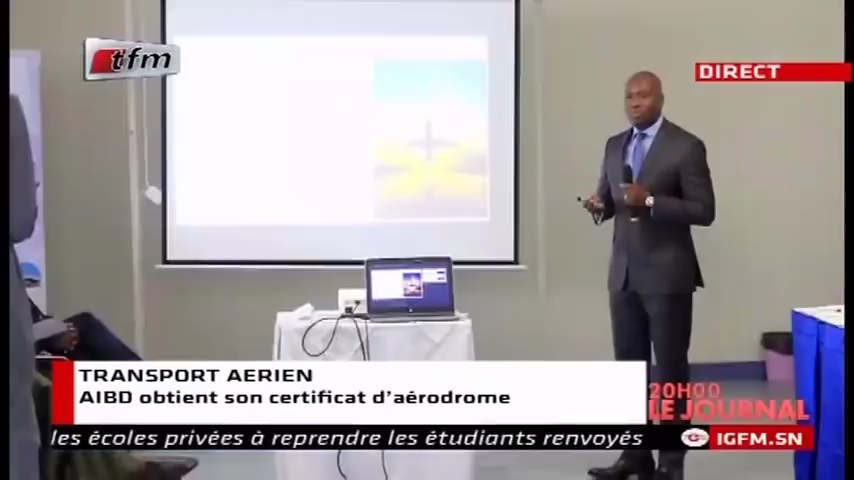 tfm
DIRECT
TRANSPORT AERIEN
AIBD obtient son certificat d'aérodrome
20H00
LE JOURNAL
les écoles privées à reprendre les étudiants renvoyés
IGFM.SN